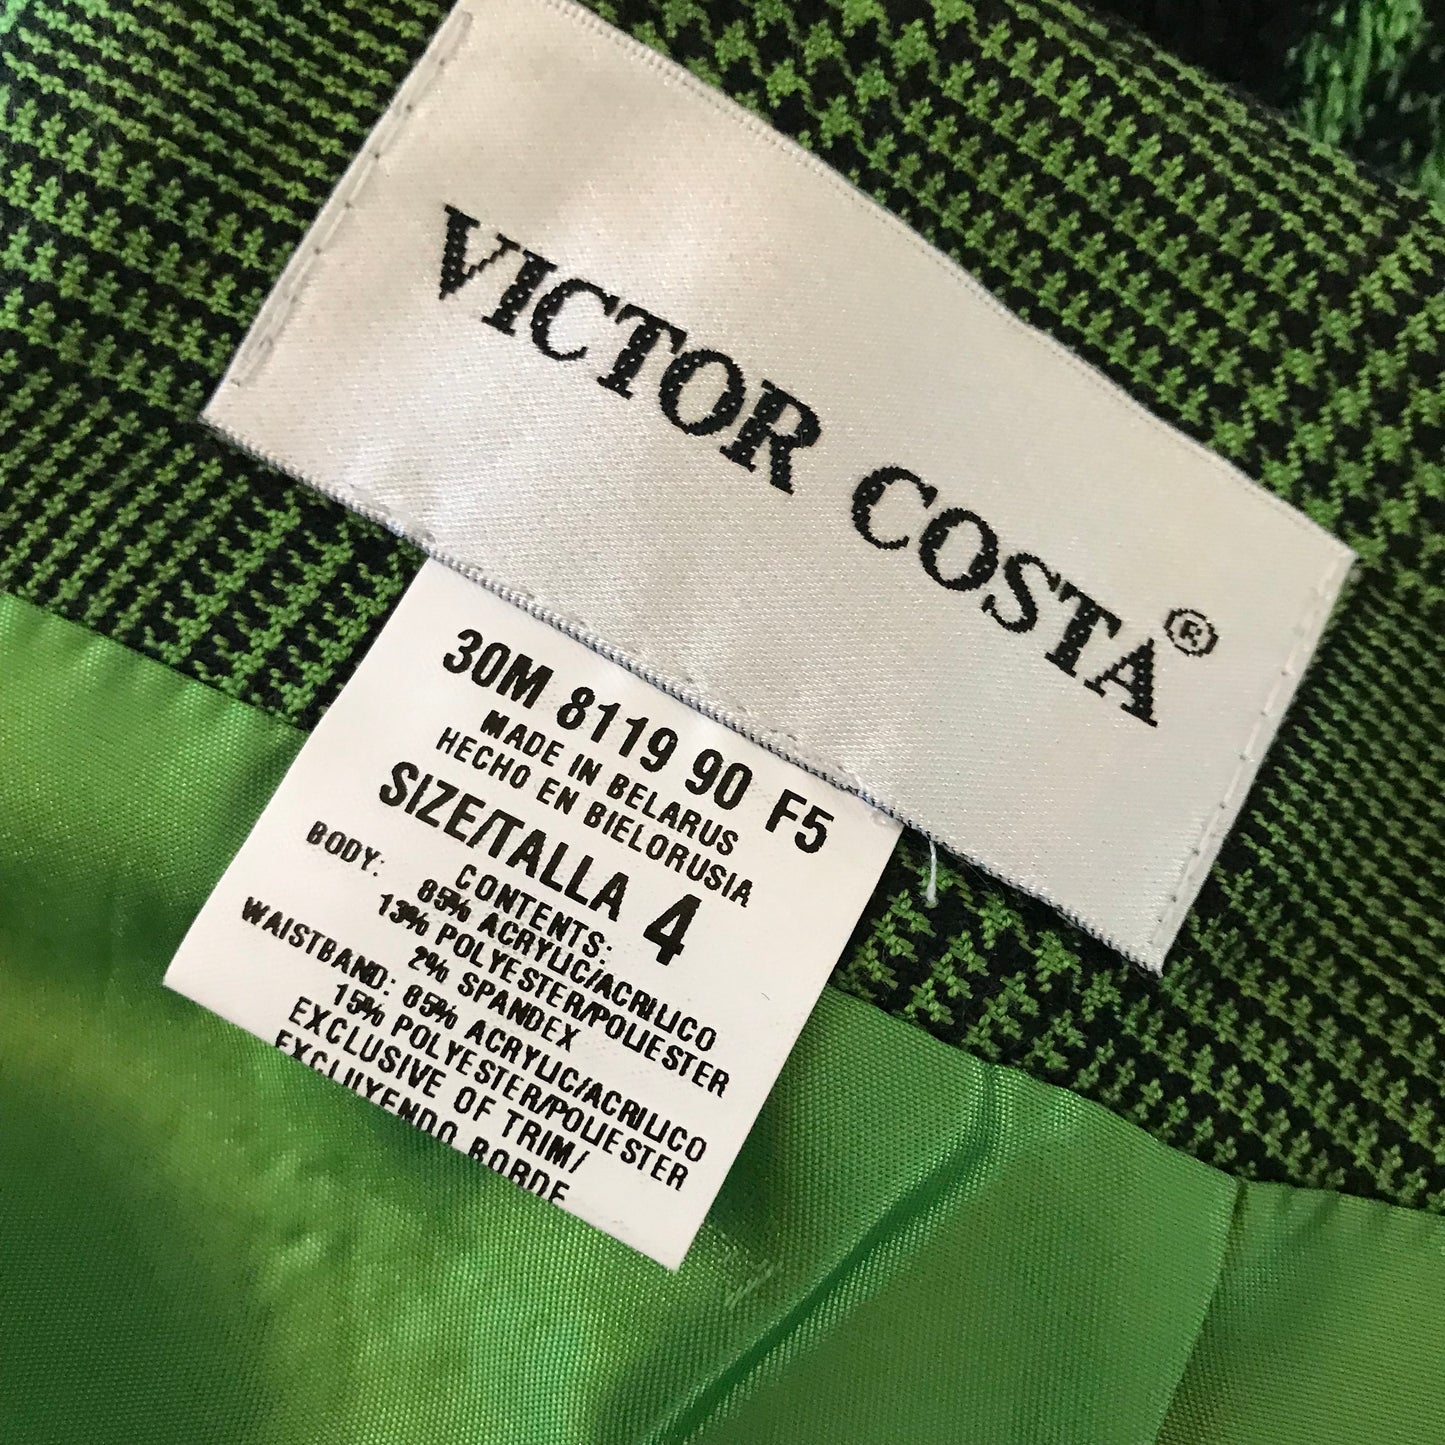 VICTOR COSTA®
30M 8119 90 F5
MADE IN BELARUS
HECHO EN BIELORUSIA
SIZE/TALLA 4
CONTENTS:
BODY: 85% ACRYLIC/ACRILICO
13% POLYESTER/POLIESTER
2% SPANDEX
WAISTBAND: 85% ACRYLIC/ACRILICO
15% POLYESTER/POLIESTER
EXCLUSIVE OF TRIM/
EXCLUYENDO BORDE